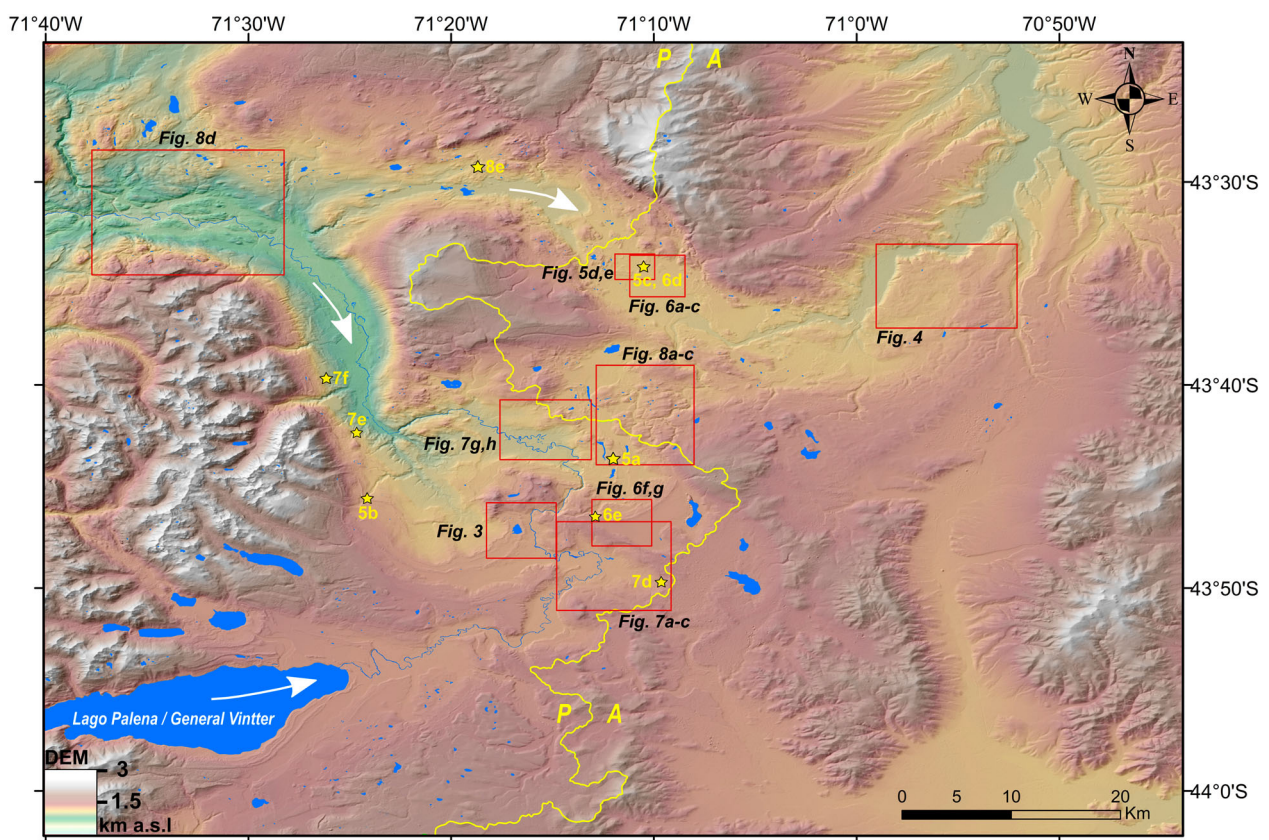 71°40'W 71°30'W 71°20'W 71°10'W 71°0'W 70°50'W
P A
N
W E
S
Fig. 8d
8e
43°30'S
Fig. 5d,e
5c, 6d
Fig. 6a-c
Fig. 4
Fig. 8a-c
7f
43°40'S
7e
Fig. 7g,h
5a
5b
Fig. 6f,g
6e
Fig. 3
7d
43°50'S
Fig. 7a-c
Lago Palena / General Vintter
P A
DEM
3
1.5
km a.s.l
44°0'S
0 5 10 20
Km